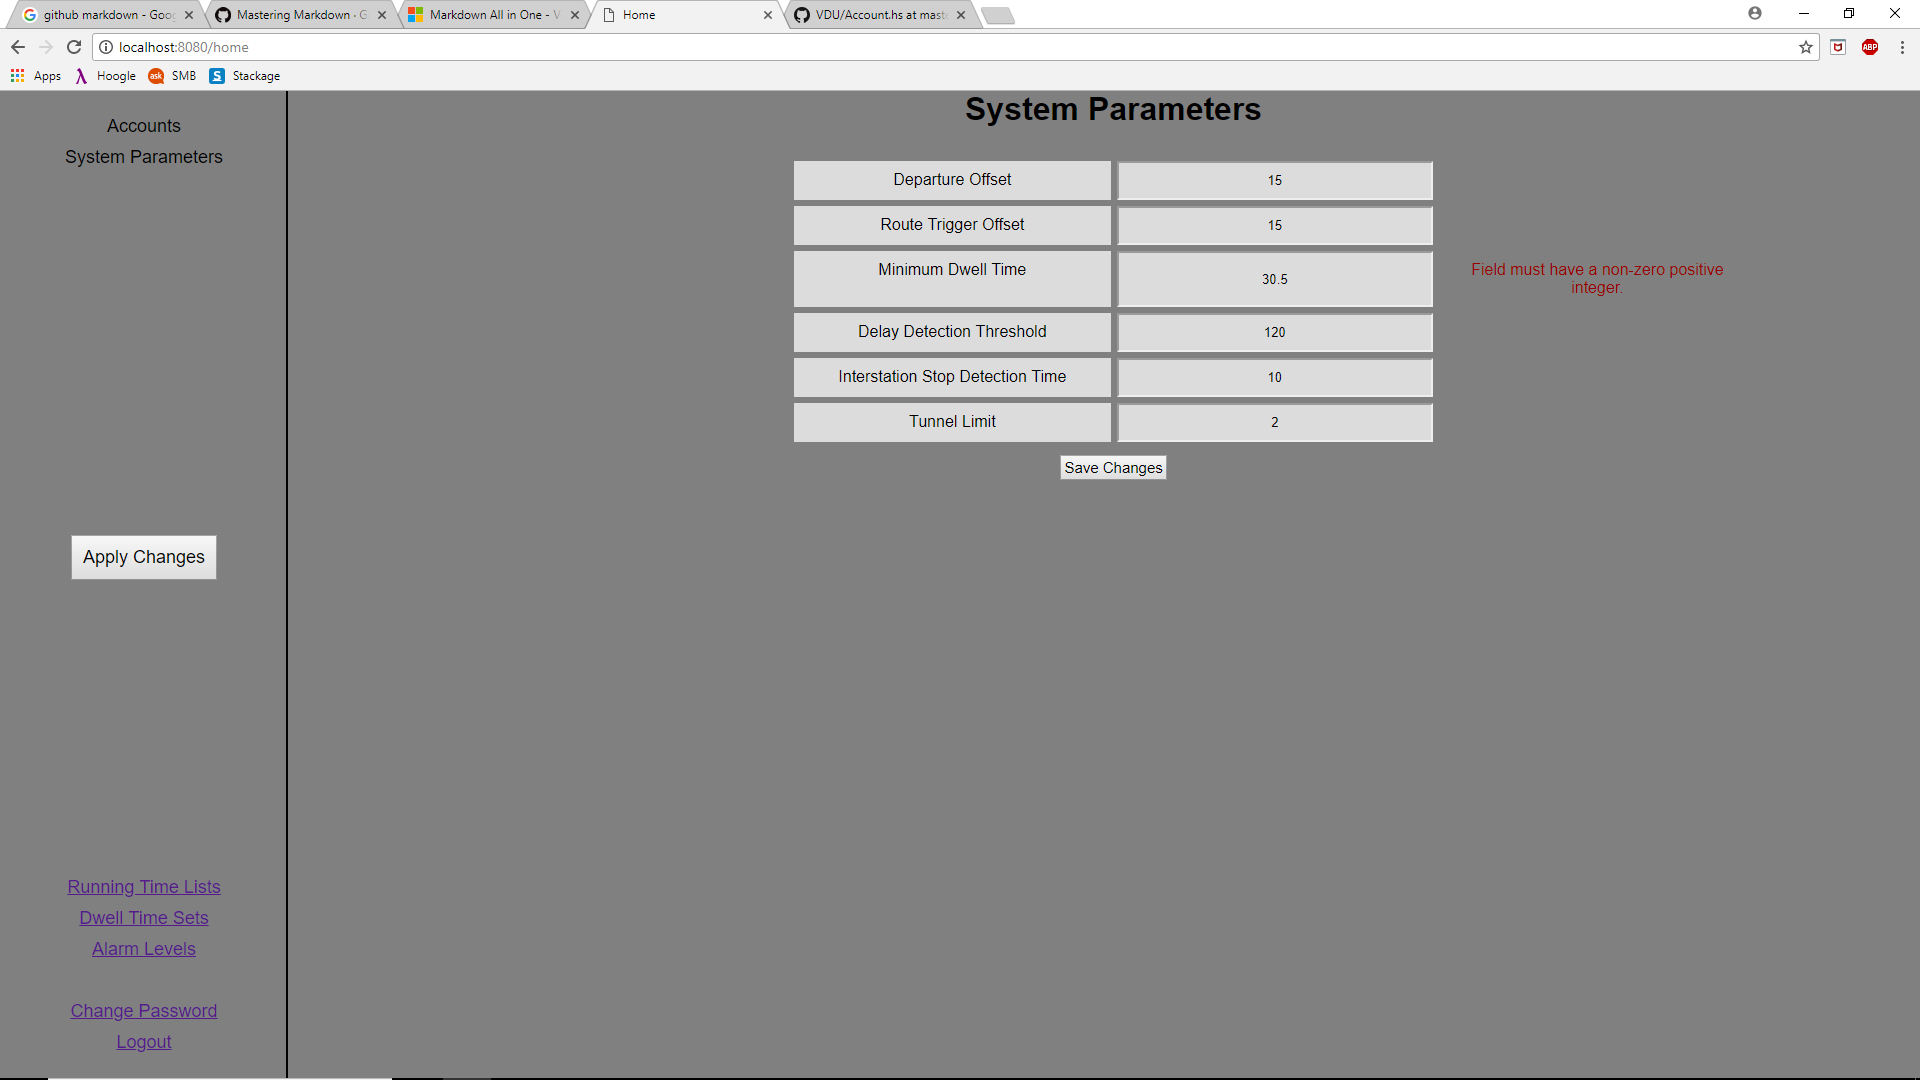 github markdown - Goo
Mastering Markdown · G
Markdown All in One - V
Home
VDU/Account.hs at mast
localhost:8080/home
ABP
Apps
Hoogle
ask
SMB
S
Stackage
Accounts
System Parameters
Apply Changes
Running Time Lists
Dwell Time Sets
Alarm Levels
Change Password
Logout
System Parameters
Departure Offset 15
Route Trigger Offset 15
Minimum Dwell Time 30.5
Field must have a non-zero positive
integer.
Delay Detection Threshold 120
Interstation Stop Detection Time 10
Tunnel Limit 2
Save Changes